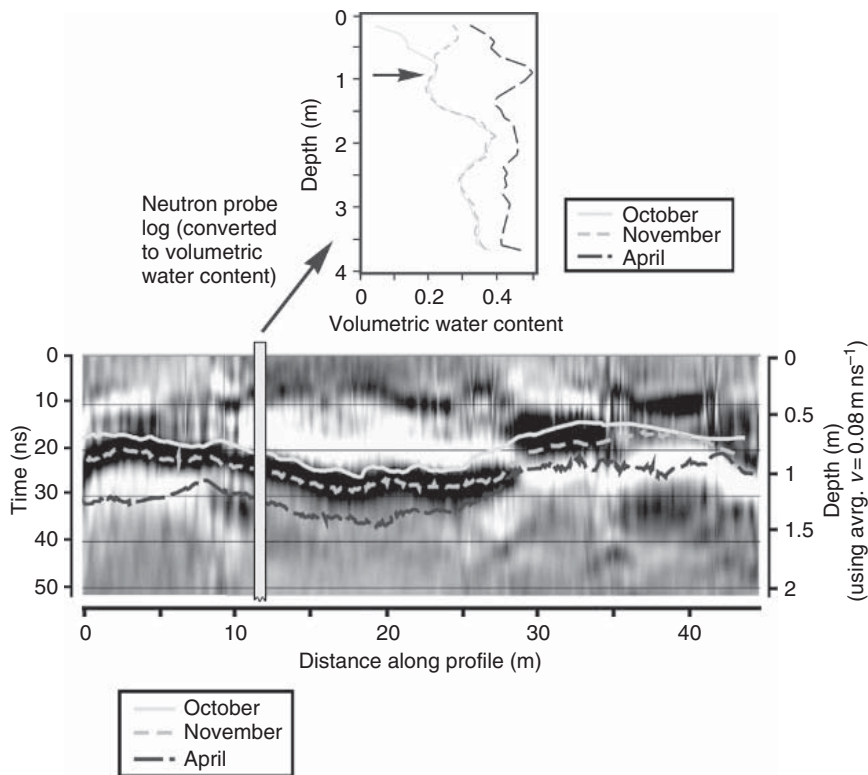 0
1
2
3
4
Depth (m)
0
0.2
0.4
Volumetric water content
Neutron probe
log (converted
to volumetric
water content)
October
November
April
0
10
20
30
40
50
Time (ns)
0
0.5
1
1.5
2
Depth (m)
(using avrg. v = 0.08 m ns⁻¹)
0
10
20
30
40
Distance along profile (m)
October
November
April